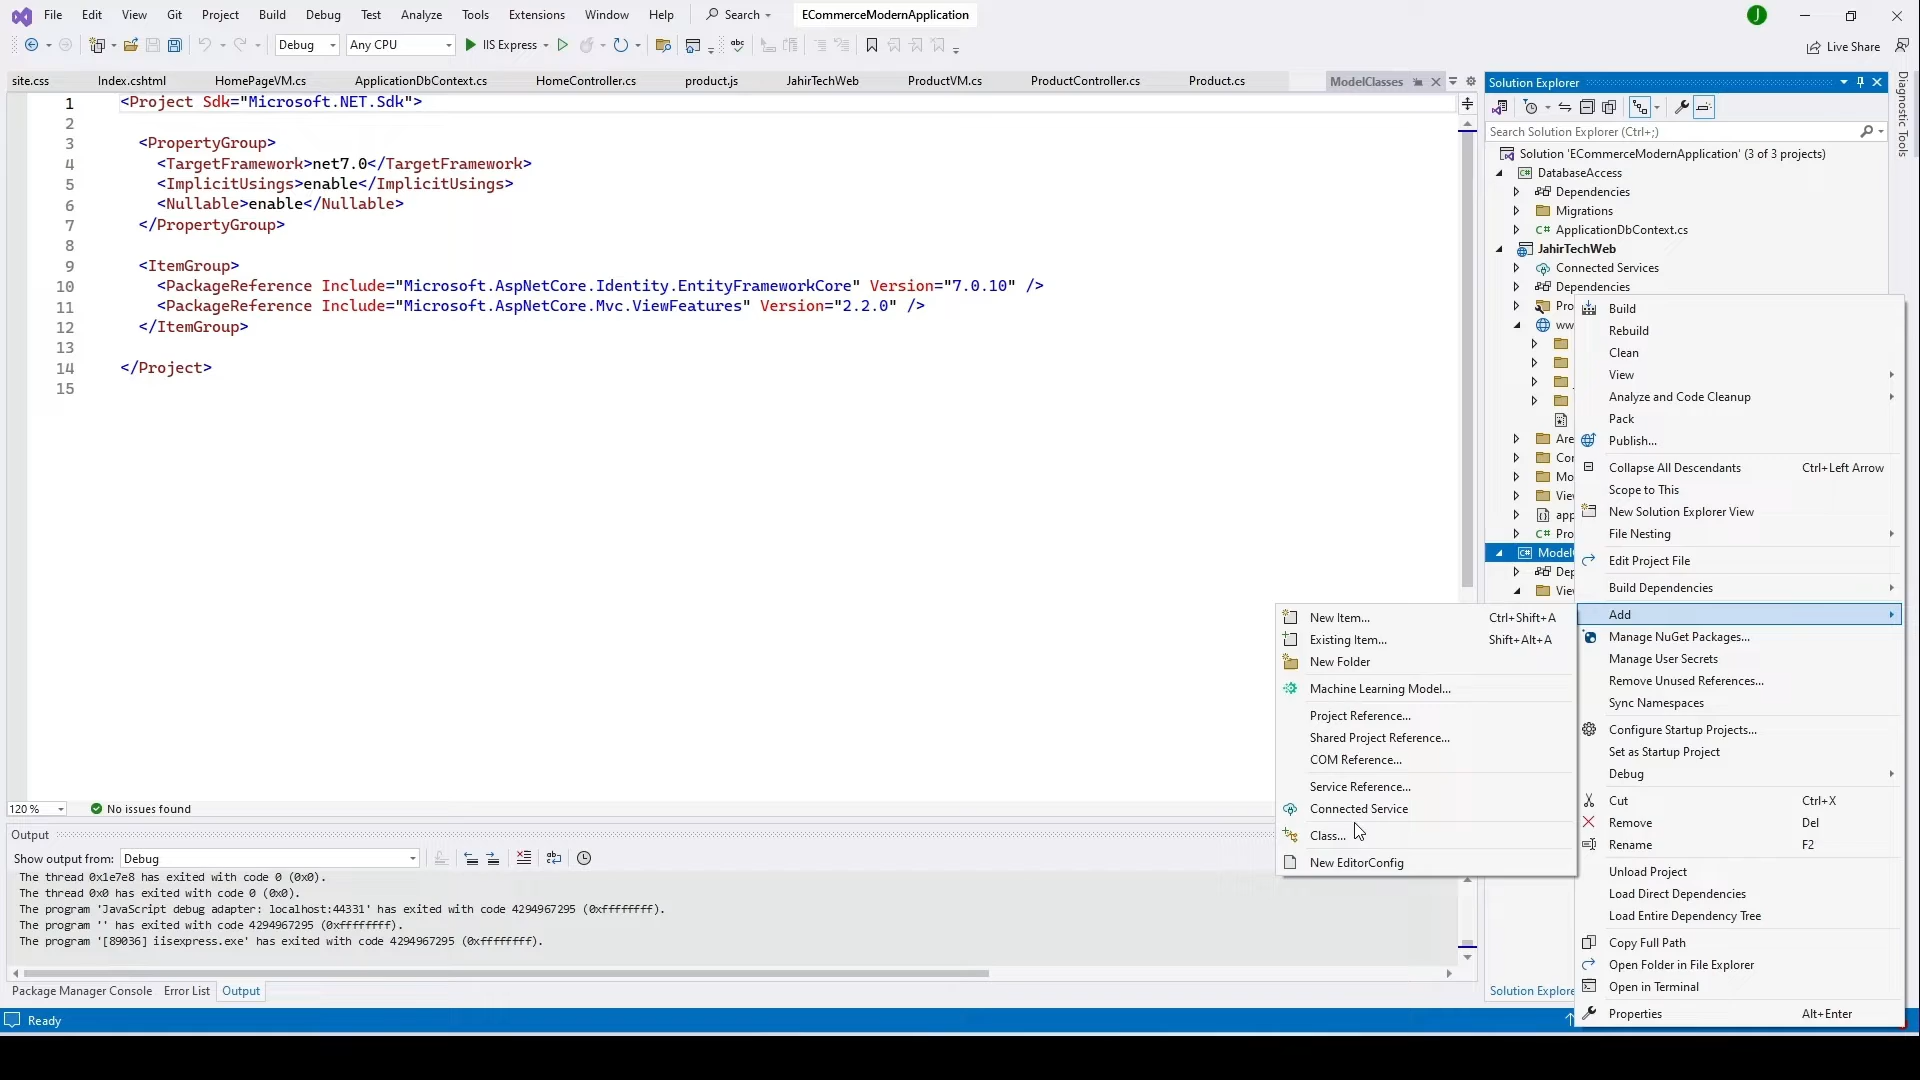 File Edit View Git Project Build Debug Test Analyze Tools Extensions Window Help Search ECommerceModernApplication J
Debug Any CPU IIS Express Live Share
site.css Index.cshtml HomePageVM.cs ApplicationDbContext.cs HomeController.cs product.js JahirTechWeb ProductVM.cs ProductController.cs Product.cs ModelClasses
1 <Project Sdk="Microsoft.NET.Sdk">
2
3 <PropertyGroup>
4 <TargetFramework>net7.0</TargetFramework>
5 <ImplicitUsings>enable</ImplicitUsings>
6 <Nullable>enable</Nullable>
7 </PropertyGroup>
8
9 <ItemGroup>
10 <PackageReference Include="Microsoft.AspNetCore.Identity.EntityFrameworkCore" Version="7.0.10" />
11 <PackageReference Include="Microsoft.AspNetCore.Mvc.ViewFeatures" Version="2.2.0" />
12 </ItemGroup>
13
14 </Project>
15
120 % No issues found
Output
Show output from: Debug
The thread 0x1e7e8 has exited with code 0 (0x0).
The thread 0x0 has exited with code 0 (0x0).
The program 'JavaScript debug adapter: localhost:44331' has exited with code 4294967295 (0xffffffff).
The program '' has exited with code 4294967295 (0xffffffff).
The program '[89036] iisexpress.exe' has exited with code 4294967295 (0xffffffff).
Package Manager Console Error List Output
Ready
Solution Explorer
Search Solution Explorer (Ctrl+;)
Solution 'ECommerceModernApplication' (3 of 3 projects)
C# DatabaseAccess
Dependencies
Migrations
C# ApplicationDbContext.cs
JahirTechWeb
Connected Services
Dependencies
Pro
ww
Are
Cor
Mo
Vie
app
C# Pro
C# Model
Dep
Vie
Solution Explore
Diagnostic Tools
Build
Rebuild
Clean
View
Analyze and Code Cleanup
Pack
Publish...
Collapse All Descendants Ctrl+Left Arrow
Scope to This
New Solution Explorer View
File Nesting
Edit Project File
Build Dependencies
Add
Manage NuGet Packages...
Manage User Secrets
Remove Unused References...
Sync Namespaces
Configure Startup Projects...
Set as Startup Project
Debug
Cut Ctrl+X
Remove Del
Rename F2
Unload Project
Load Direct Dependencies
Load Entire Dependency Tree
Copy Full Path
Open Folder in File Explorer
Open in Terminal
Properties Alt+Enter
New Item... Ctrl+Shift+A
Existing Item... Shift+Alt+A
New Folder
Machine Learning Model...
Project Reference...
Shared Project Reference...
COM Reference...
Service Reference...
Connected Service
Class...
New EditorConfig